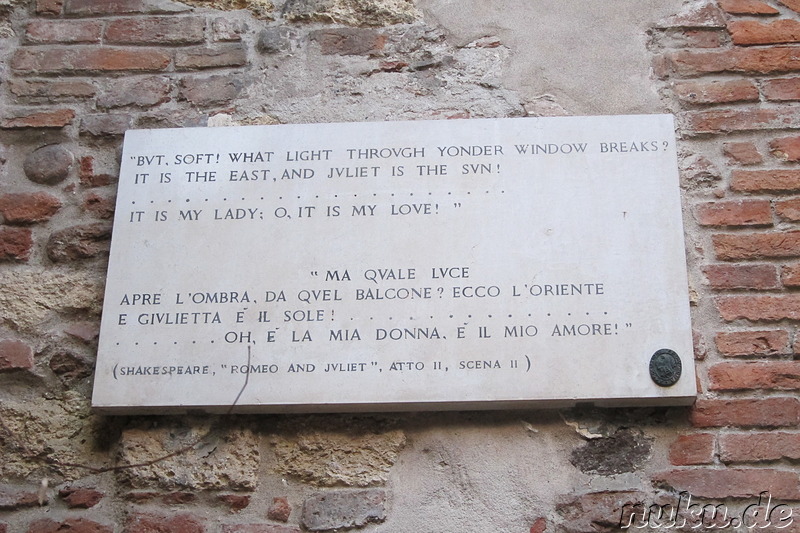 "BVT, SOFT! WHAT LIGHT THROVGH YONDER WINDOW BREAKS?
IT IS THE EAST, AND JVLIET IS THE SVN!
. . . . . . . . . . . . . . . . . . . . .
IT IS MY LADY; O, IT IS MY LOVE! "
" MA QVALE LVCE
APRE L'OMBRA, DA QVEL BALCONE? ECCO L'ORIENTE
E GIVLIETTA È IL SOLE! . . . . . . . . . . . . . . .
. . . . . . OH, È LA MIA DONNA, È IL MIO AMORE!"
(SHAKESPEARE, "ROMEO AND JVLIET", ATTO II, SCENA II)
nuku.de